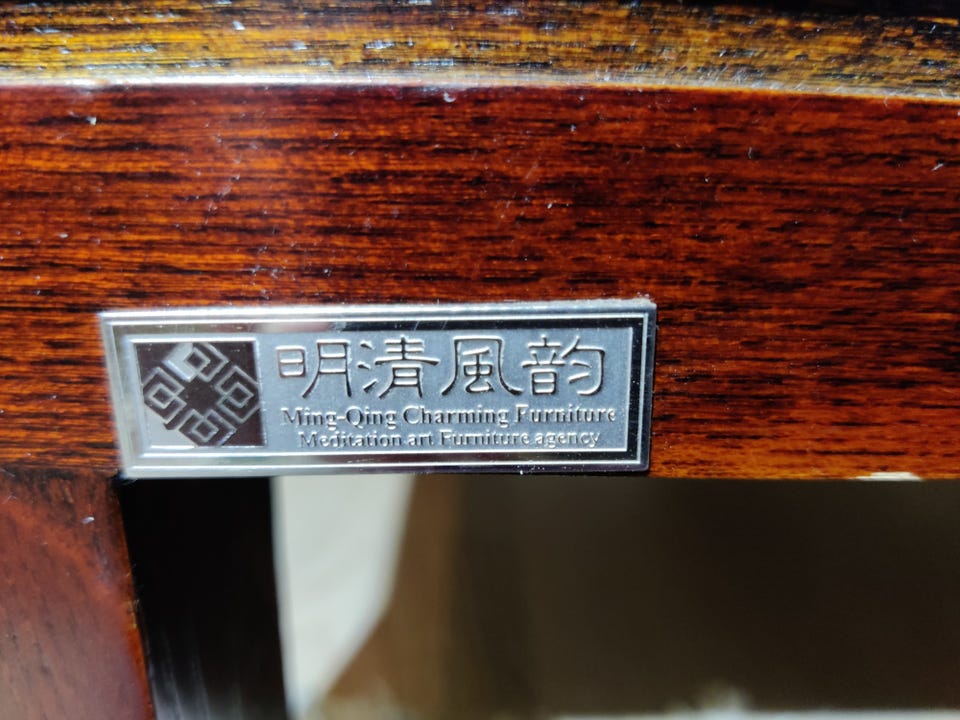 明清風韵
Ming-Qing Charming Furniture
Meditation art Furniture agency